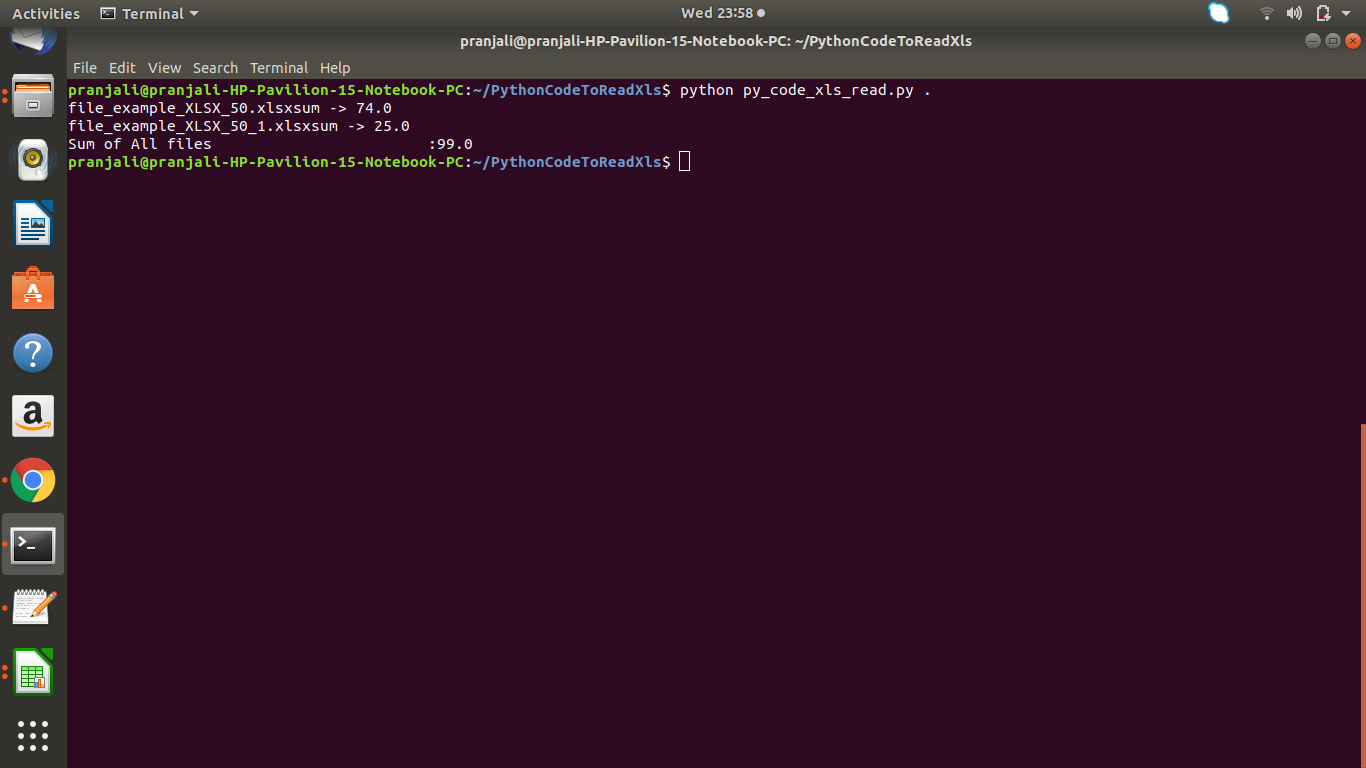 Activities Terminal Wed 23:58
pranjali@pranjali-HP-Pavilion-15-Notebook-PC: ~/PythonCodeToReadXls
File Edit View Search Terminal Help
pranjali@pranjali-HP-Pavilion-15-Notebook-PC:~/PythonCodeToReadXls$ python py_code_xls_read.py .
file_example_XLSX_50.xlsxsum -> 74.0
file_example_XLSX_50_1.xlsxsum -> 25.0
Sum of All files :99.0
pranjali@pranjali-HP-Pavilion-15-Notebook-PC:~/PythonCodeToReadXls$